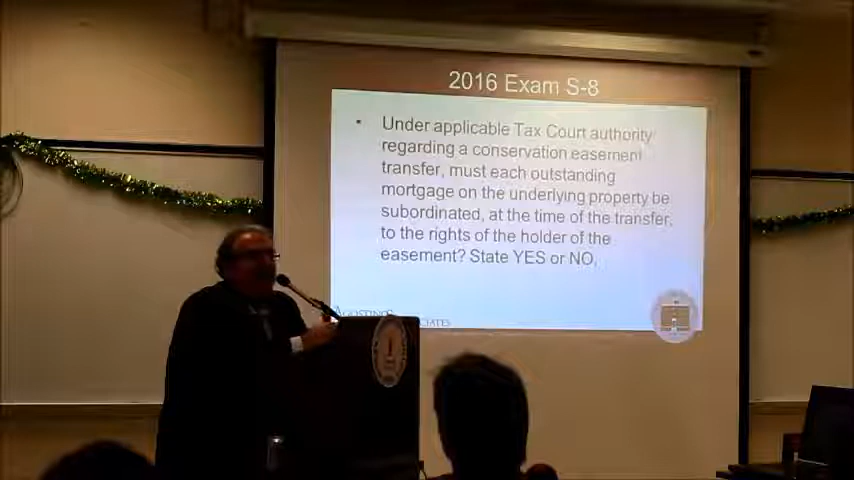 2016 Exam S-8
• Under applicable Tax Court authority
regarding a conservation easement
transfer, must each outstanding
mortgage on the underlying property be
subordinated, at the time of the transfer,
to the rights of the holder of the
easement? State YES or NO.
AGOSTINO
CIATES